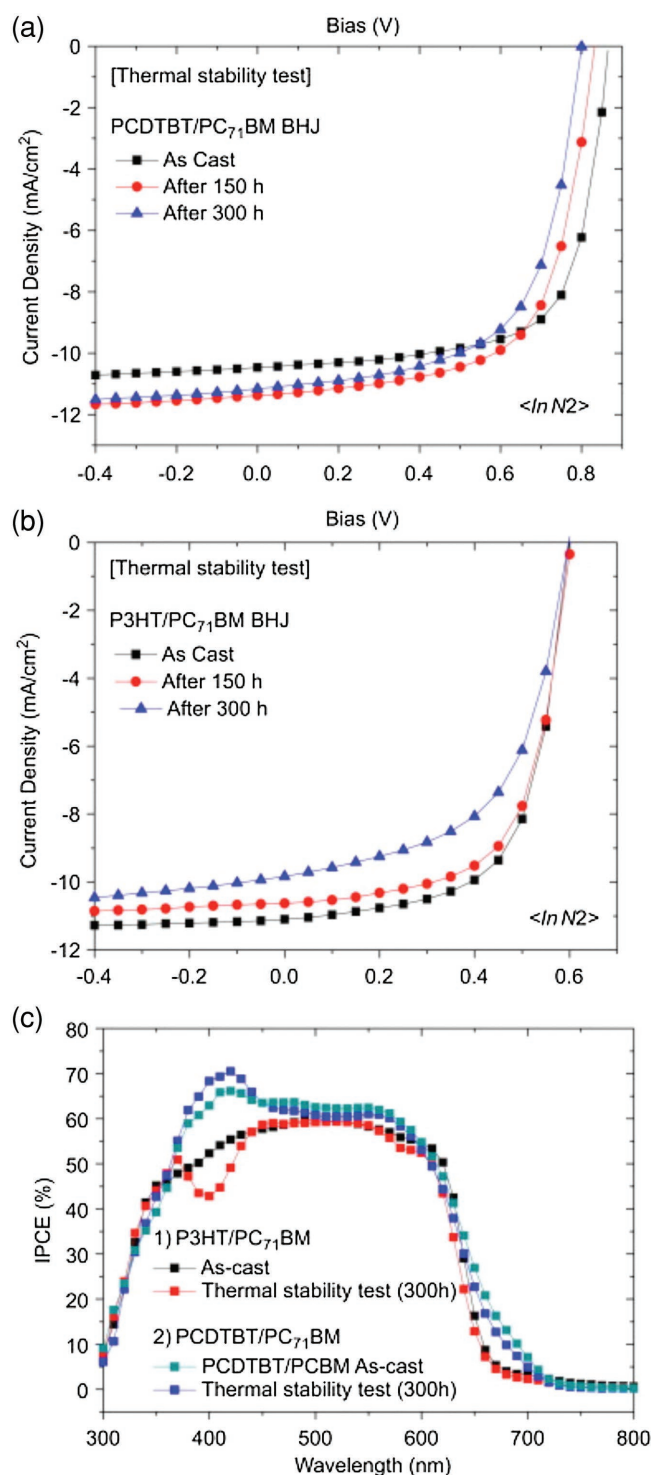 (a)
Bias (V)
0
-2
-4
-6
-8
-10
-12
Current Density (mA/cm²)
[Thermal stability test]
PCDTBT/PC₇₁BM BHJ
As Cast
After 150 h
After 300 h
<In N2>
-0.4 -0.2 0.0 0.2 0.4 0.6 0.8
(b)
Bias (V)
0
-2
-4
-6
-8
-10
-12
Current Density (mA/cm²)
[Thermal stability test]
P3HT/PC₇₁BM BHJ
As Cast
After 150 h
After 300 h
<In N2>
-0.4 -0.2 0.0 0.2 0.4 0.6
(c)
80
70
60
50
40
30
20
10
0
IPCE (%)
1) P3HT/PC₇₁BM
As-cast
Thermal stability test (300h)
2) PCDTBT/PC₇₁BM
PCDTBT/PCBM As-cast
Thermal stability test (300h)
300 400 500 600 700 800
Wavelength (nm)